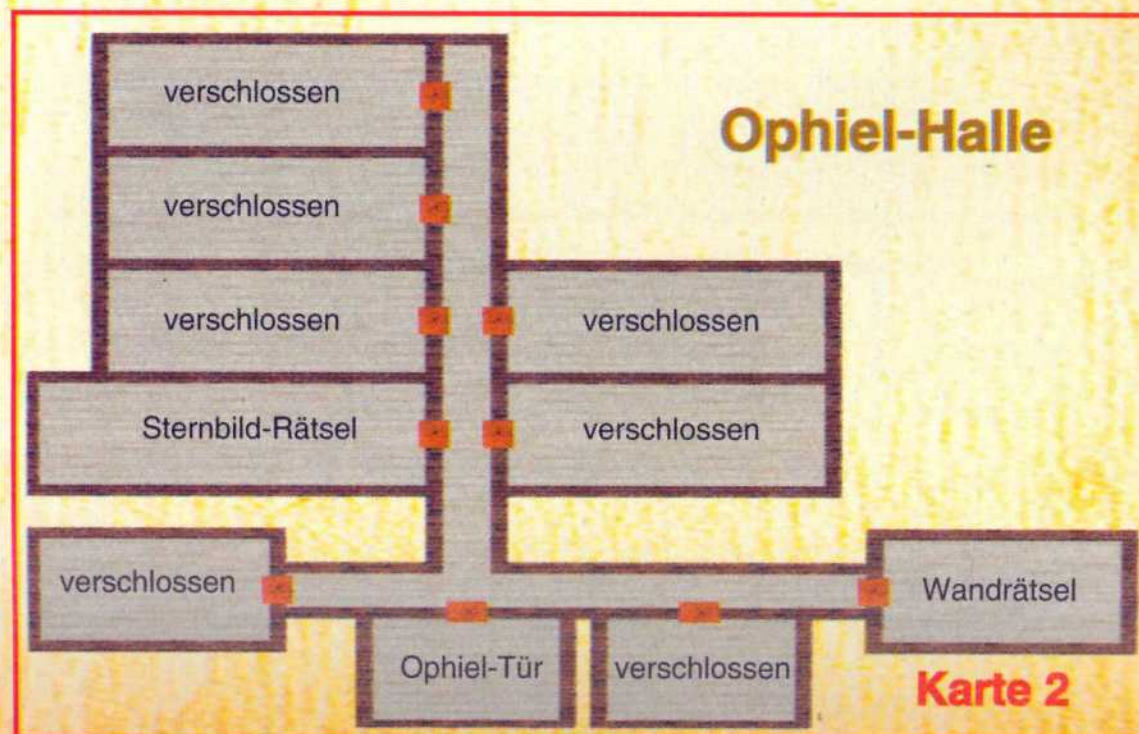 verschlossen
Ophiel-Halle
verschlossen
verschlossen
verschlossen
Sternbild-Rätsel
verschlossen
verschlossen
Wandrätsel
Ophiel-Tür
verschlossen
Karte 2